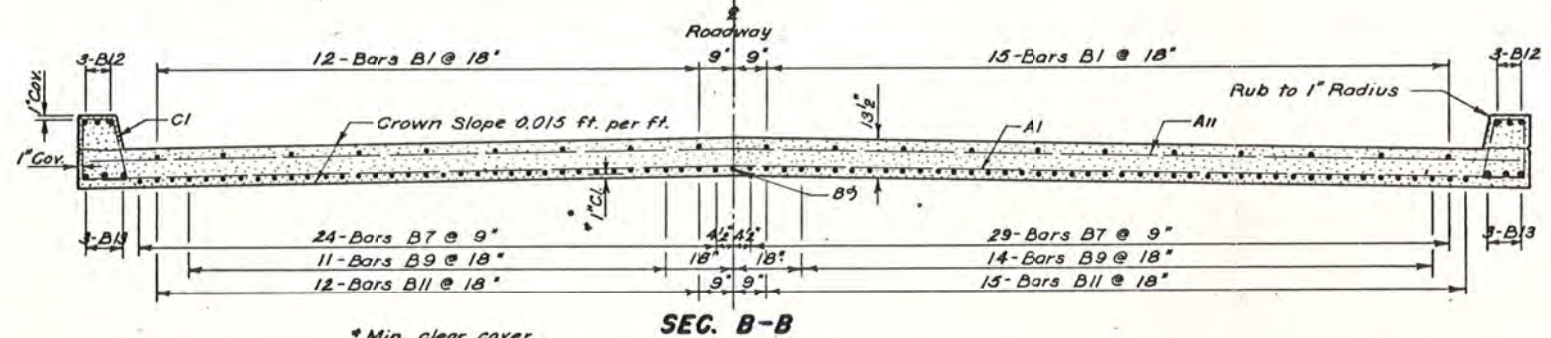 ℄
Roadway
3-B12
12-Bars B1 @ 18"
9"
9"
15-Bars B1 @ 18"
3-B12
1" Cov.
C1
Crown Slope 0.015 ft. per ft.
13½"
A1
A11
Rub to 1" Radius
1" Cov.
* 1" Cl.
B9
3-B13
24-Bars B7 @ 9"
4½"
4½"
29-Bars B7 @ 9"
3-B13
11-Bars B9 @ 18"
18"
18"
14-Bars B9 @ 18"
12-Bars B11 @ 18"
9"
9"
15-Bars B11 @ 18"
SEC. B-B
* Min. clear cover